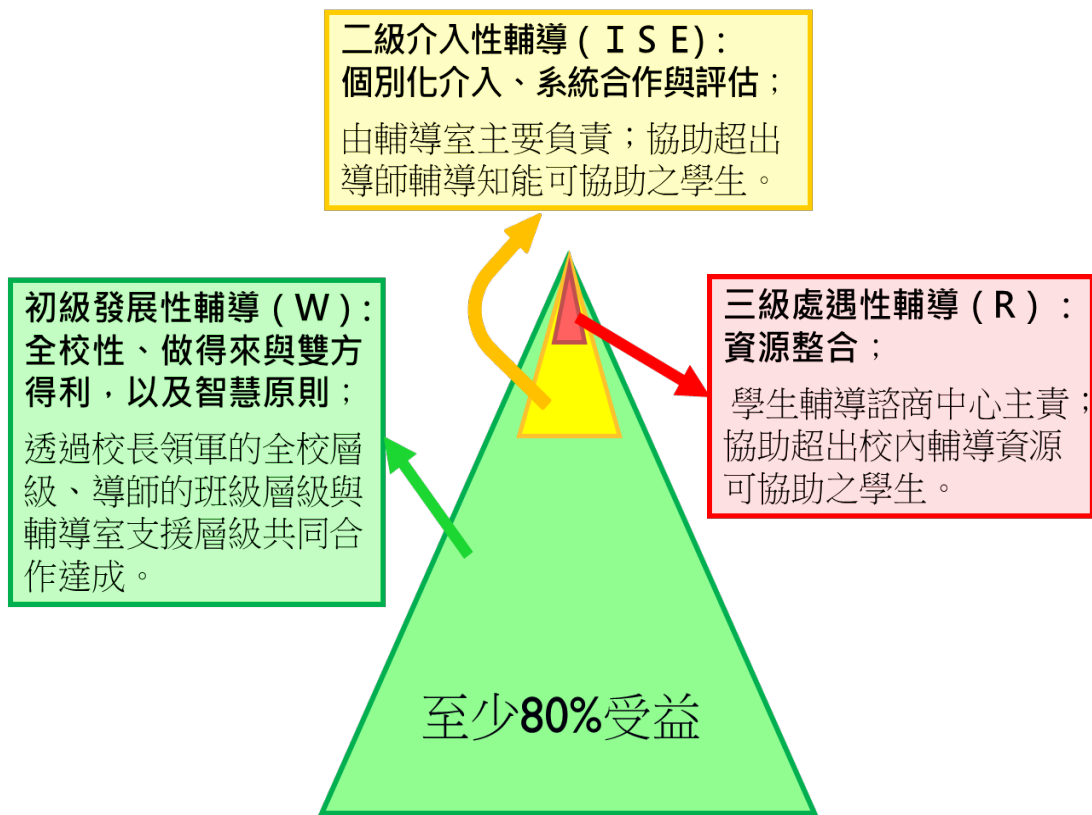 二級介入性輔導（ＩＳＥ）：
個別化介入、系統合作與評估；
由輔導室主要負責；協助超出
導師輔導知能可協助之學生。
初級發展性輔導（Ｗ）：
全校性、做得來與雙方
得利，以及智慧原則；
透過校長領軍的全校層
級、導師的班級層級與
輔導室支援層級共同合
作達成。
三級處遇性輔導（Ｒ）：
資源整合；
學生輔導諮商中心主責；
協助超出校內輔導資源
可協助之學生。
至少80%受益